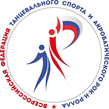 ВСЕРОССИЙСКАЯ ФЕДЕРАЦИЯ
ТАНЦЕВАЛЬНОГО СПОРТА И АКРОБАТИЧЕСКОГО РОК-Н-РОЛЛА